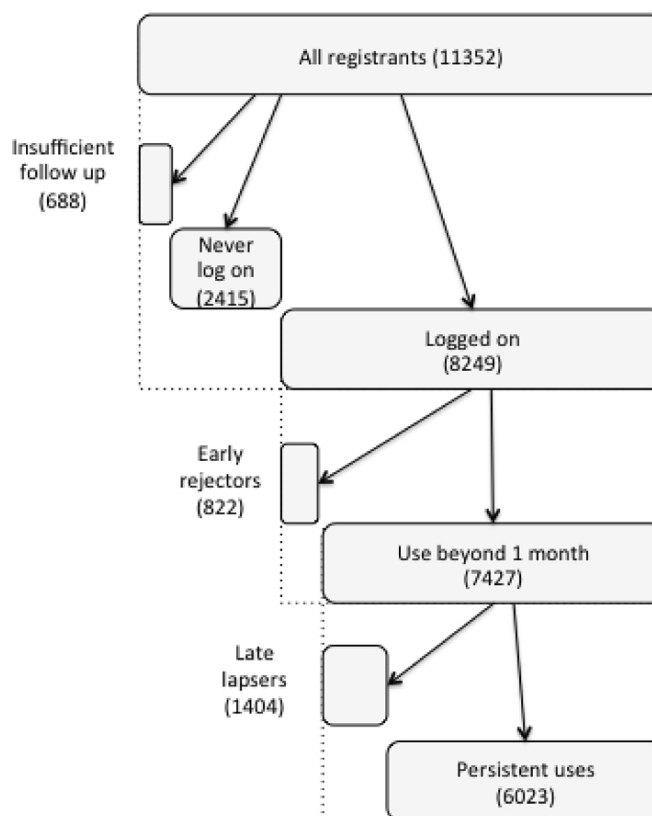 All registrants (11352)
Insufficient
follow up
(688)
Never
log on
(2415)
Logged on
(8249)
Early
rejectors
(822)
Use beyond 1 month
(7427)
Late
lapsers
(1404)
Persistent uses
(6023)